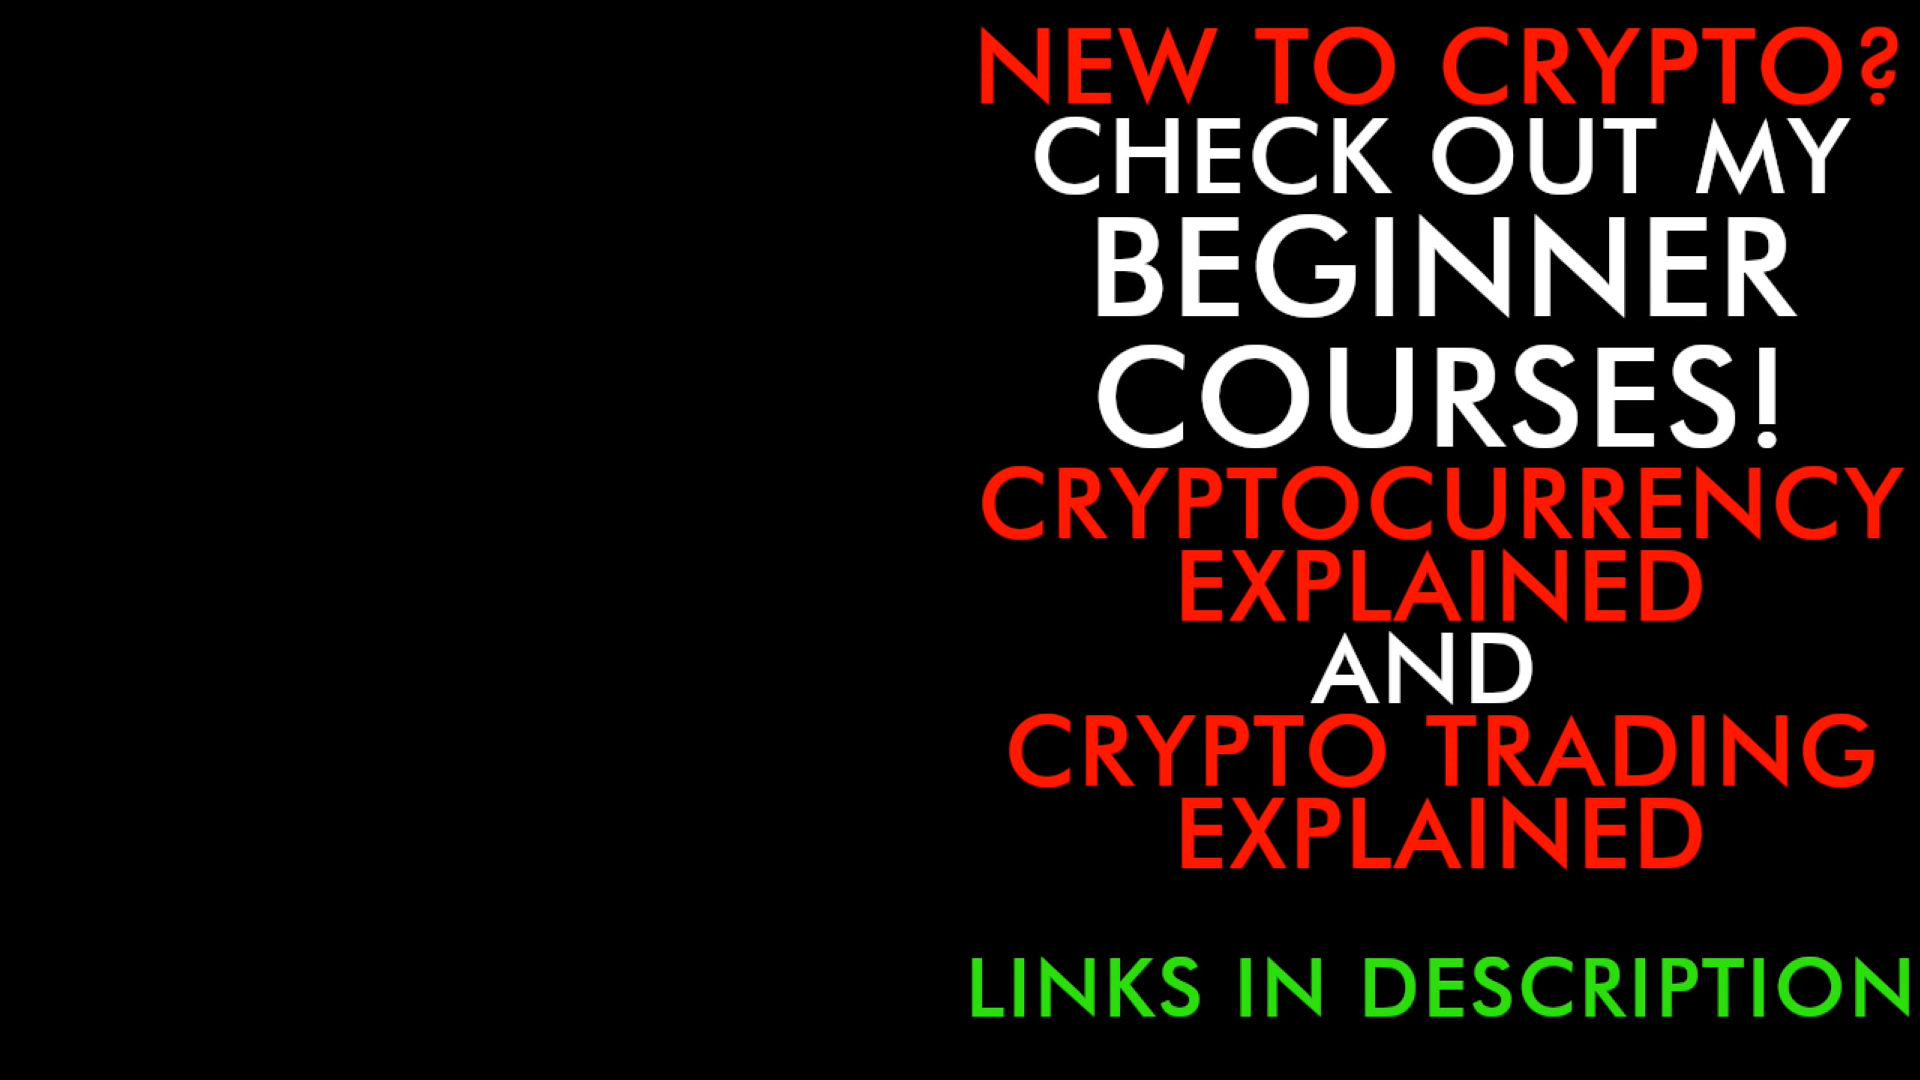 NEW TO CRYPTO?
CHECK OUT MY
BEGINNER
COURSES!
CRYPTOCURRENCY
EXPLAINED
AND
CRYPTO TRADING
EXPLAINED
LINKS IN DESCRIPTION